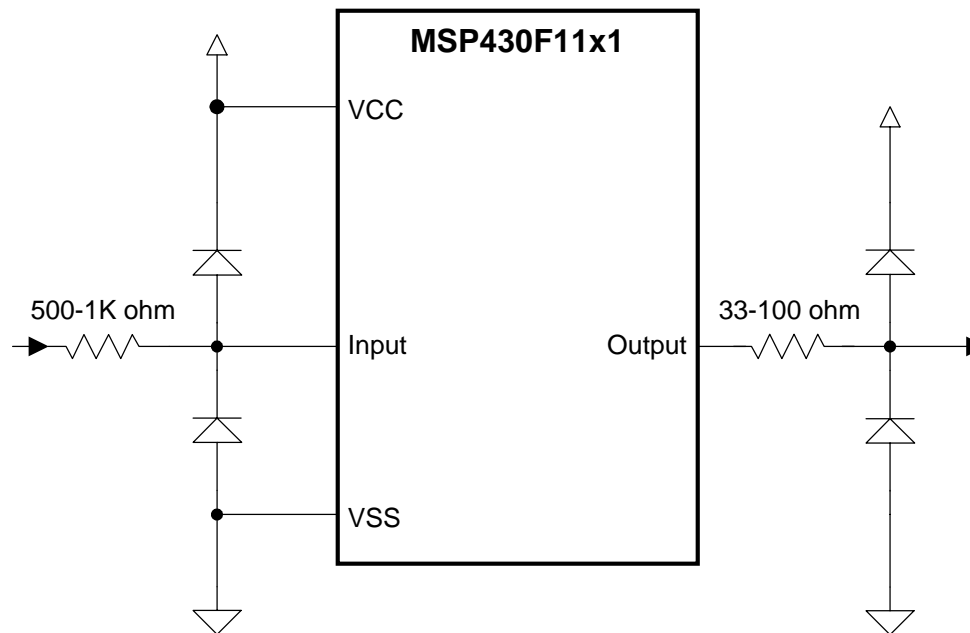 MSP430F11x1
VCC
500-1K ohm
33-100 ohm
Input
Output
VSS